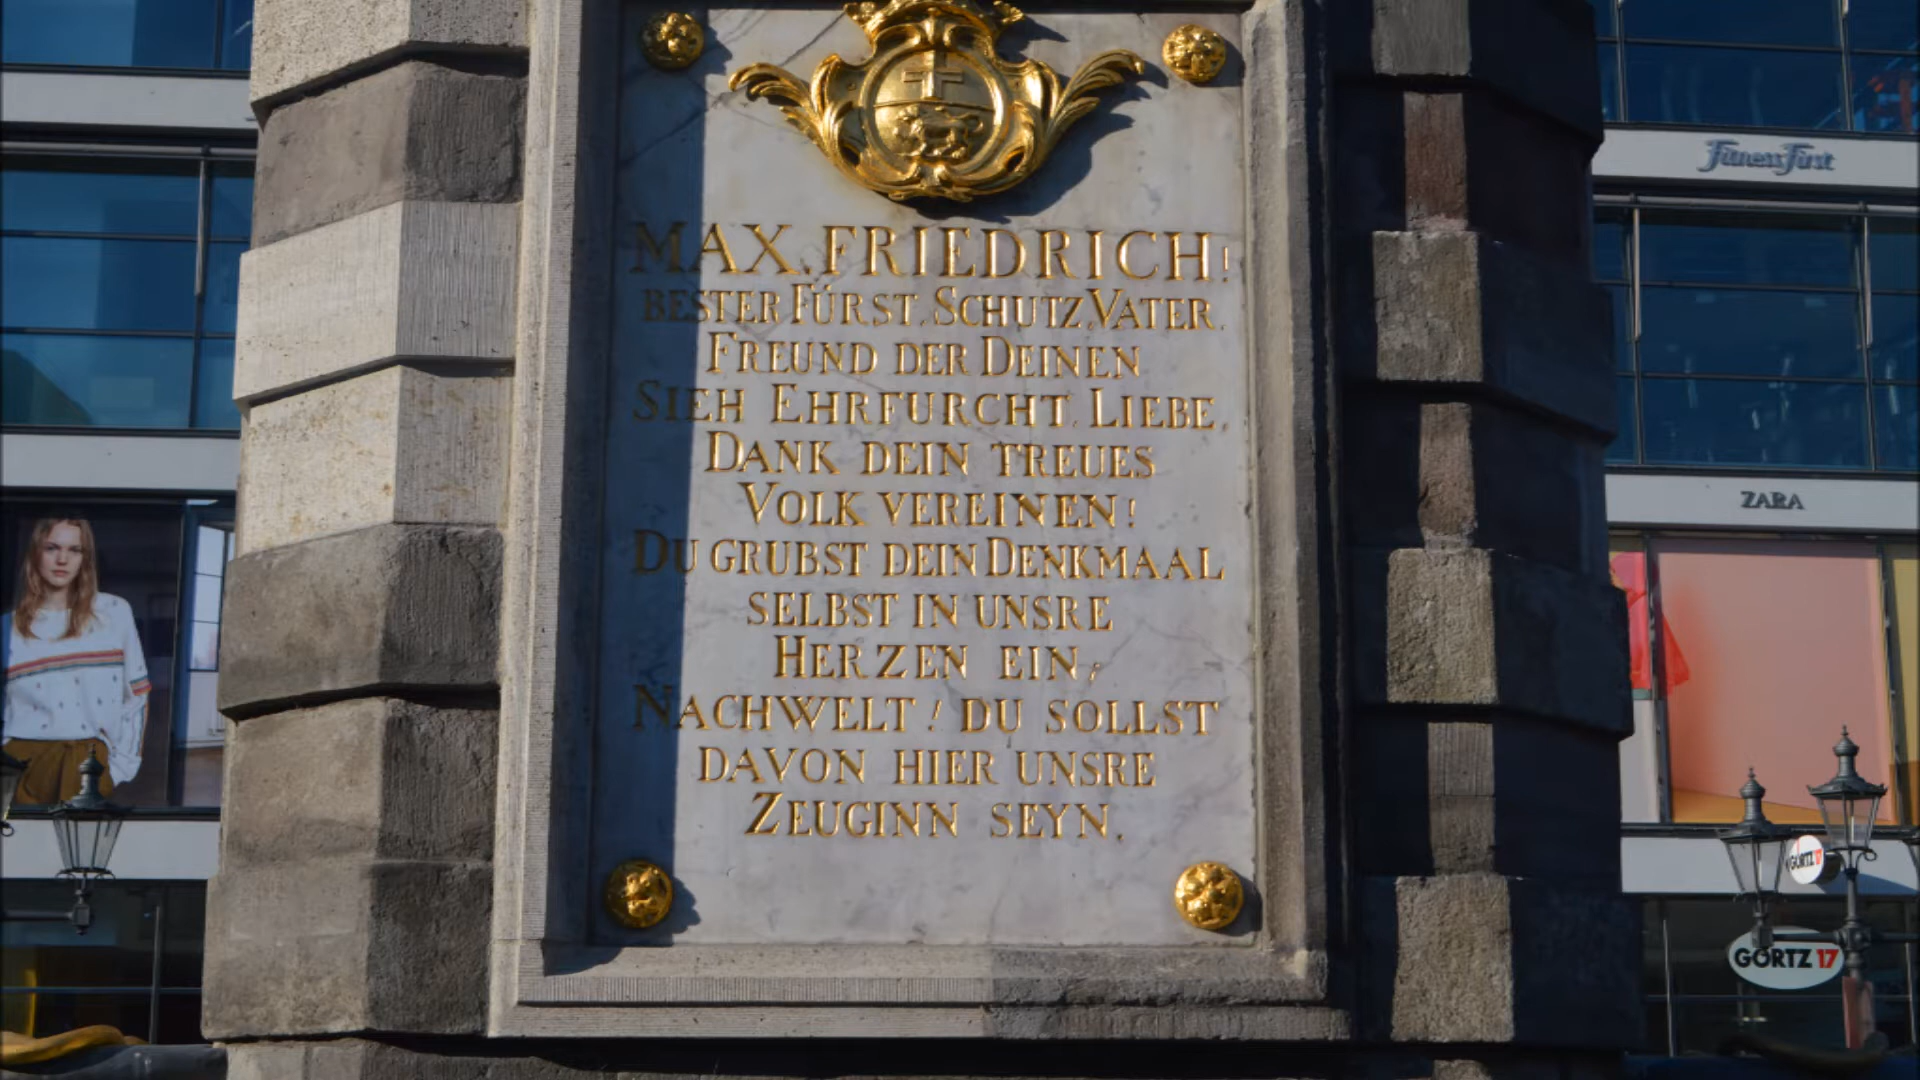 MAX. FRIEDRICH!
BESTER FÜRST. SCHUTZ. VATER.
FREUND DER DEINEN
SIEH EHRFURCHT. LIEBE.
DANK DEIN TREUES
VOLK VEREINEN!
DU GRUBST DEIN DENKMAAL
SELBST IN UNSRE
HERZEN EIN;
NACHWELT! DU SOLLST
DAVON HIER UNSRE
ZEUGINN SEYN.
Fitness First
ZARA
GÖRTZ 17
GÖRTZ 17